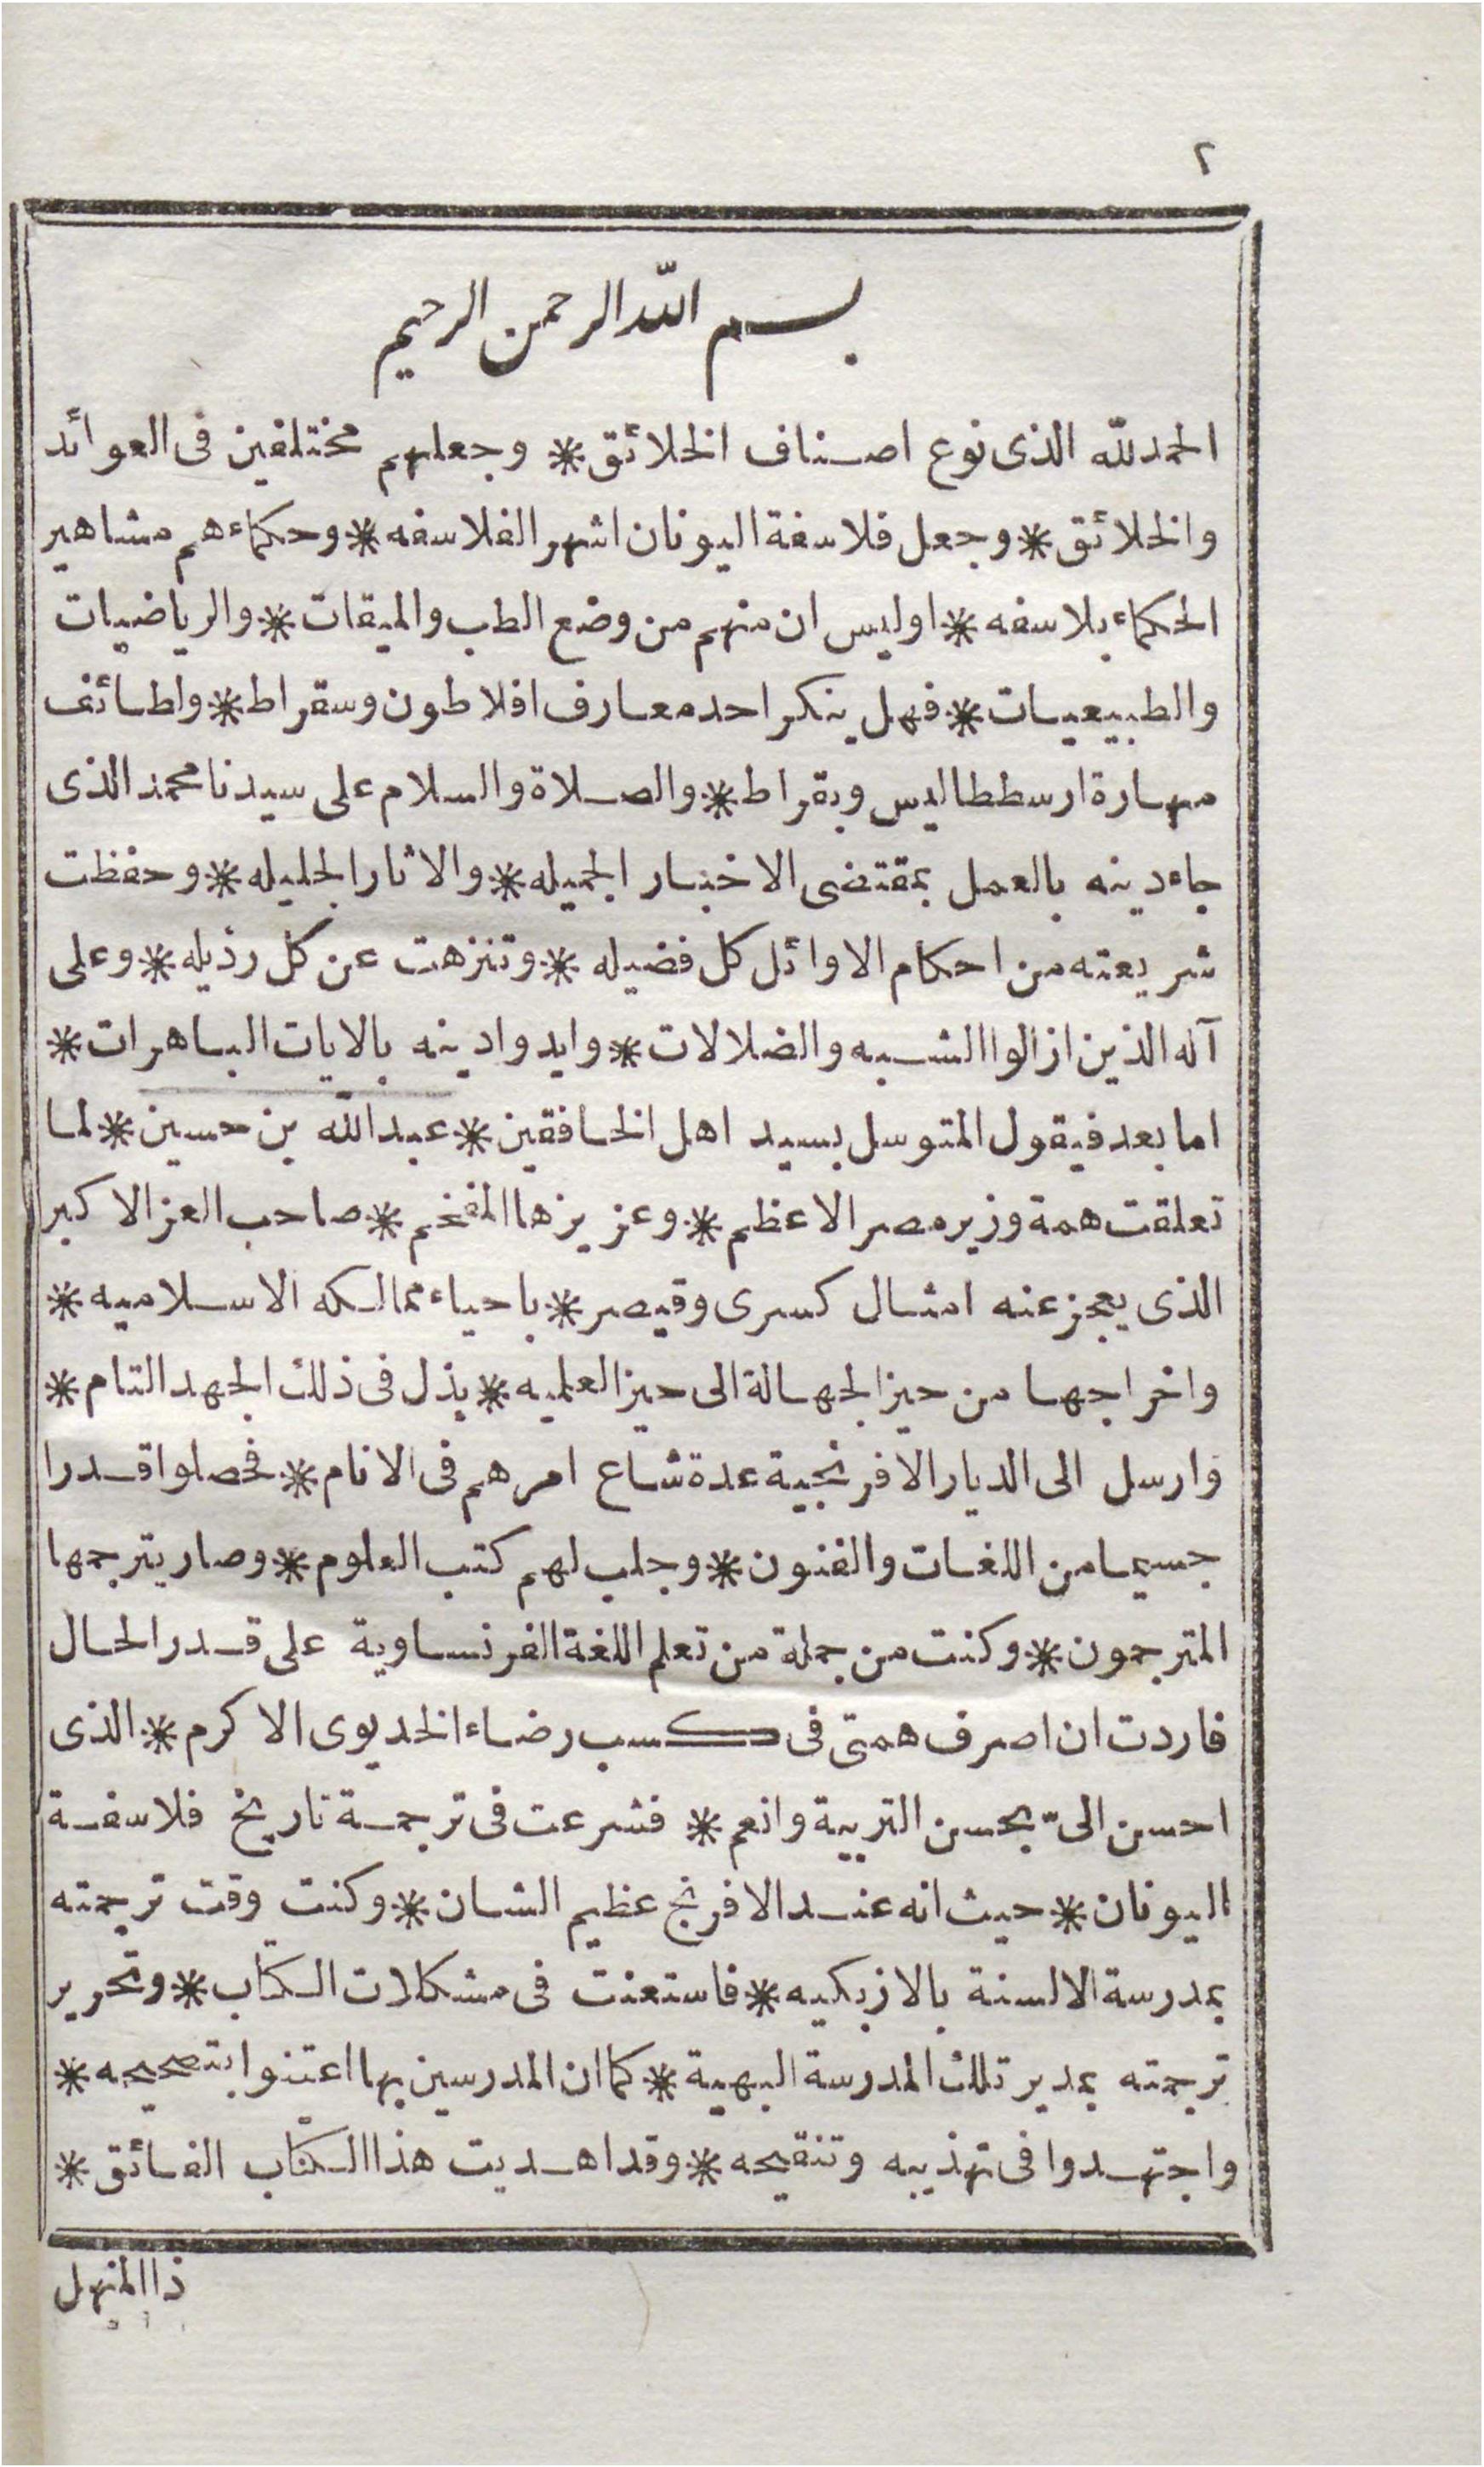 ٢
بسم الله الرحمن الرحيم
الحمد لله الذى نوع اصناف الخلائق * وجعلهم مختلفين فى العوائد
والخلائق * وجعل فلاسفة اليونان اشهر الفلاسفه * وحكماءهم مشاهير
الحكماء بلا سفه * اوليس ان منهم من وضع الطب والميقات * والرياضيات
والطبيعيات * فهل ينكر احد معارف افلاطون وسقراط * ولطائف
مهارة ارسططاليس وبقراط * والصلاة والسلام على سيدنا محمد الذى
جاء دينه بالعمل بمقتضى الاخبار الجميله * والاثار الجليله * وحفظت
شريعته من احكام الاوائل كل فضيله * وتنزهت عن كل رذيله * وعلى
آله الذين ازالوا الشبه والضلالات * وايدوا دينه بالايات الباهرات *
اما بعد فيقول المتوسل بسيد اهل الخافقين * عبد الله بن حسين * لما
تعلقت همة وزير مصر الاعظم * وعزيزها المفخم * صاحب العز الاكبر
الذى يعجز عنه امثال كسرى وقيصر * باحياء ممالكه الاسلاميه *
واخراجها من حيز الجهالة الى حيز العلميه * بذل فى ذلك الجهد التام *
وارسل الى الديار الافرنجية عدة شاع امرهم فى الانام * فحصلوا قدرا
جسيما من اللغات والفنون * وجلب لهم كتب العلوم * وصار يترجمها
المترجمون * وكنت من جملة من تعلم اللغة الفرنساوية على قدر الحال
فاردت ان اصرف همتى فى كسب رضاء الخديوى الاكرم * الذى
احسن الىّ بحسن التربية وانعم * فشرعت فى ترجمة تاريخ فلاسفة
اليونان * حيث انه عند الافرنج عظيم الشان * وكنت وقت ترجمته
بمدرسة الالسنة بالازبكيه * فاستعنت فى مشكلات الكتاب * وتحرير
ترجمته بمدير تلك المدرسة البهية * كما ان المدرسين بها اعتنوا بتصحيحه *
واجتهدوا فى تهذيبه وتنقيحه * وقد اهديت هذا الكتاب الفائق *
ذا المنهل